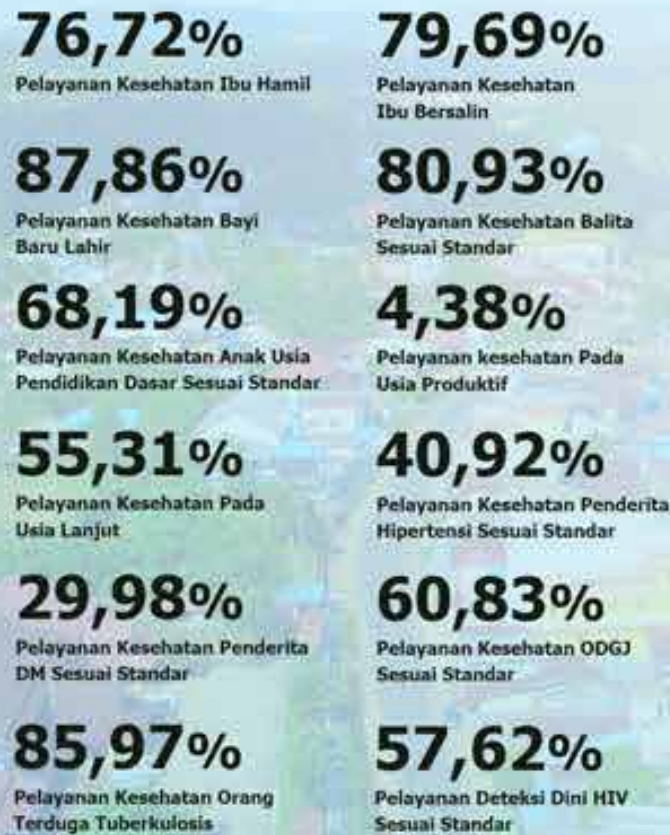 76,72%
Pelayanan Kesehatan Ibu Hamil
79,69%
Pelayanan Kesehatan
Ibu Bersalin
87,86%
Pelayanan Kesehatan Bayi
Baru Lahir
80,93%
Pelayanan Kesehatan Balita
Sesuai Standar
68,19%
Pelayanan Kesehatan Anak Usia
Pendidikan Dasar Sesuai Standar
4,38%
Pelayanan kesehatan Pada
Usia Produktif
55,31%
Pelayanan Kesehatan Pada
Usia Lanjut
40,92%
Pelayanan Kesehatan Penderita
Hipertensi Sesuai Standar
29,98%
Pelayanan Kesehatan Penderita
DM Sesuai Standar
60,83%
Pelayanan Kesehatan ODGJ
Sesuai Standar
85,97%
Pelayanan Kesehatan Orang
Terduga Tuberkulosis
57,62%
Pelayanan Deteksi Dini HIV
Sesuai Standar